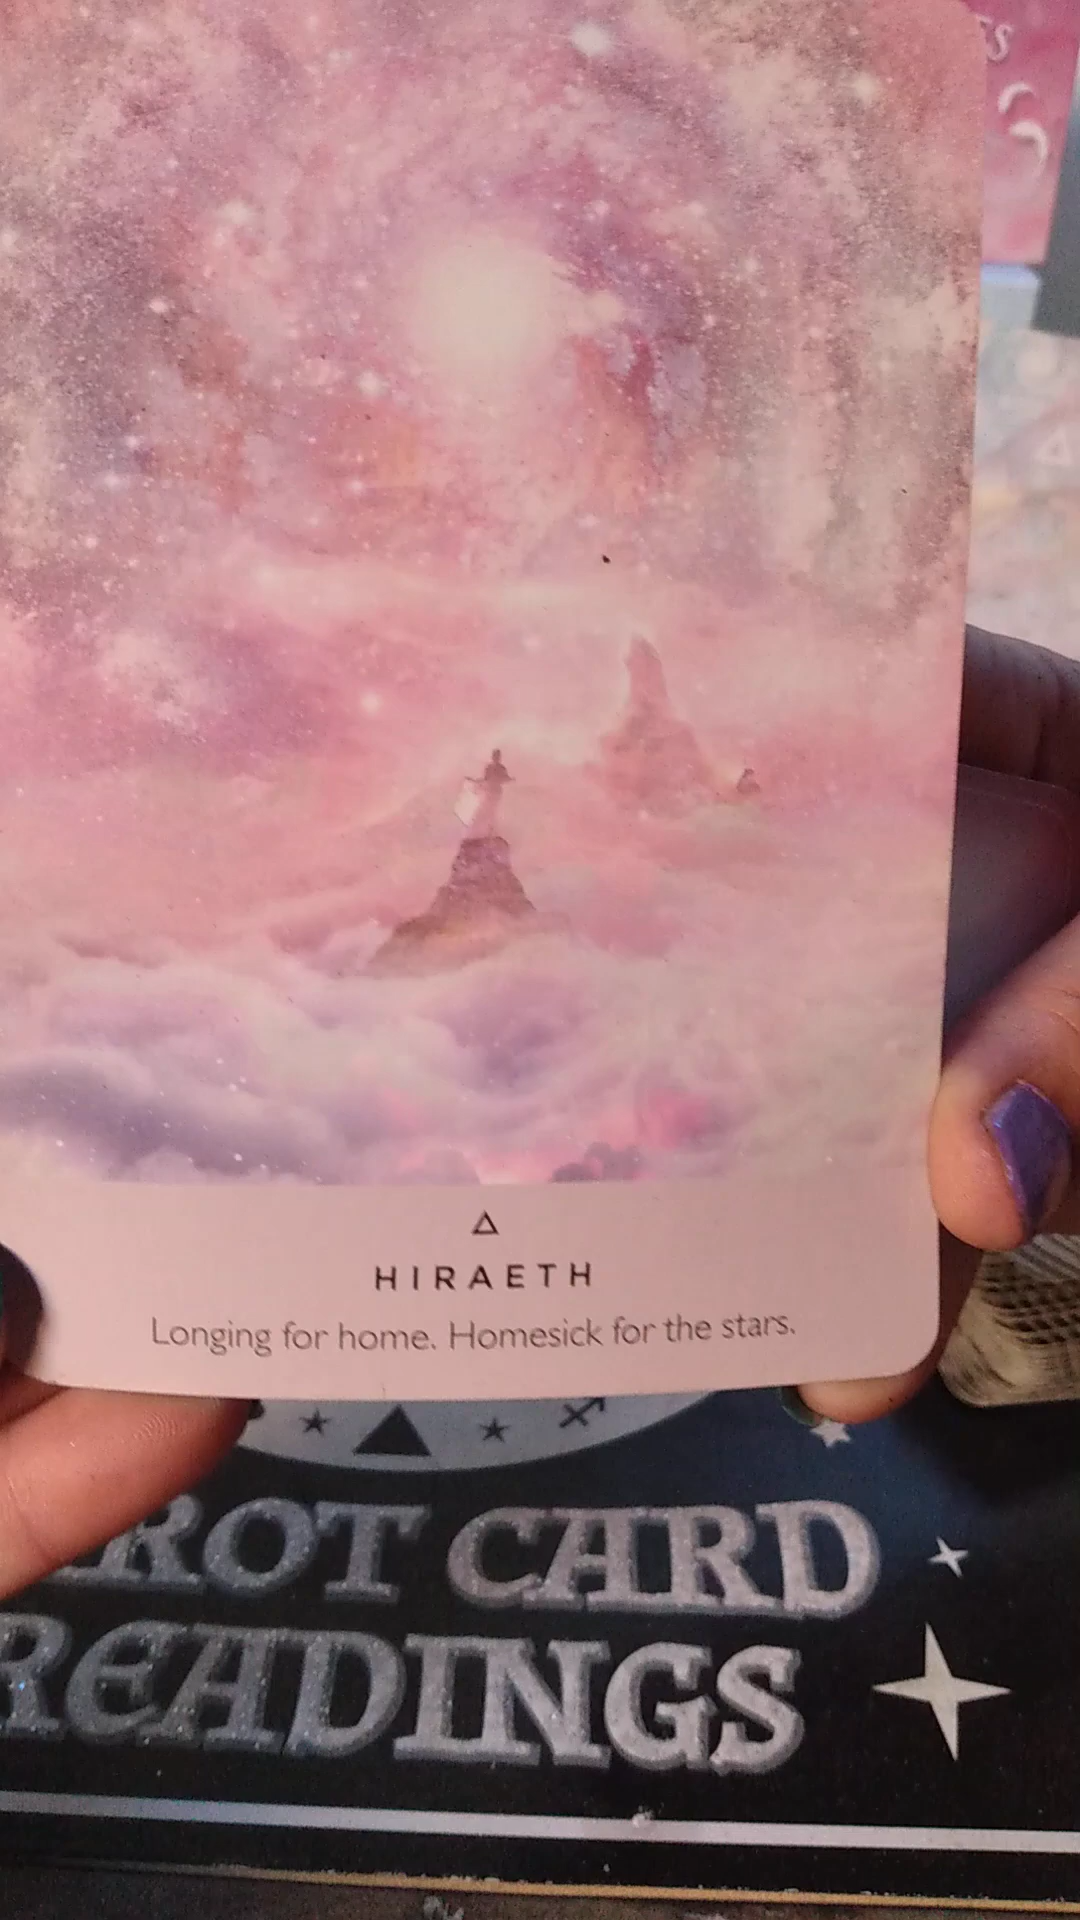 HIRAETH
Longing for home. Homesick for the stars.
ROT CARD
READINGS